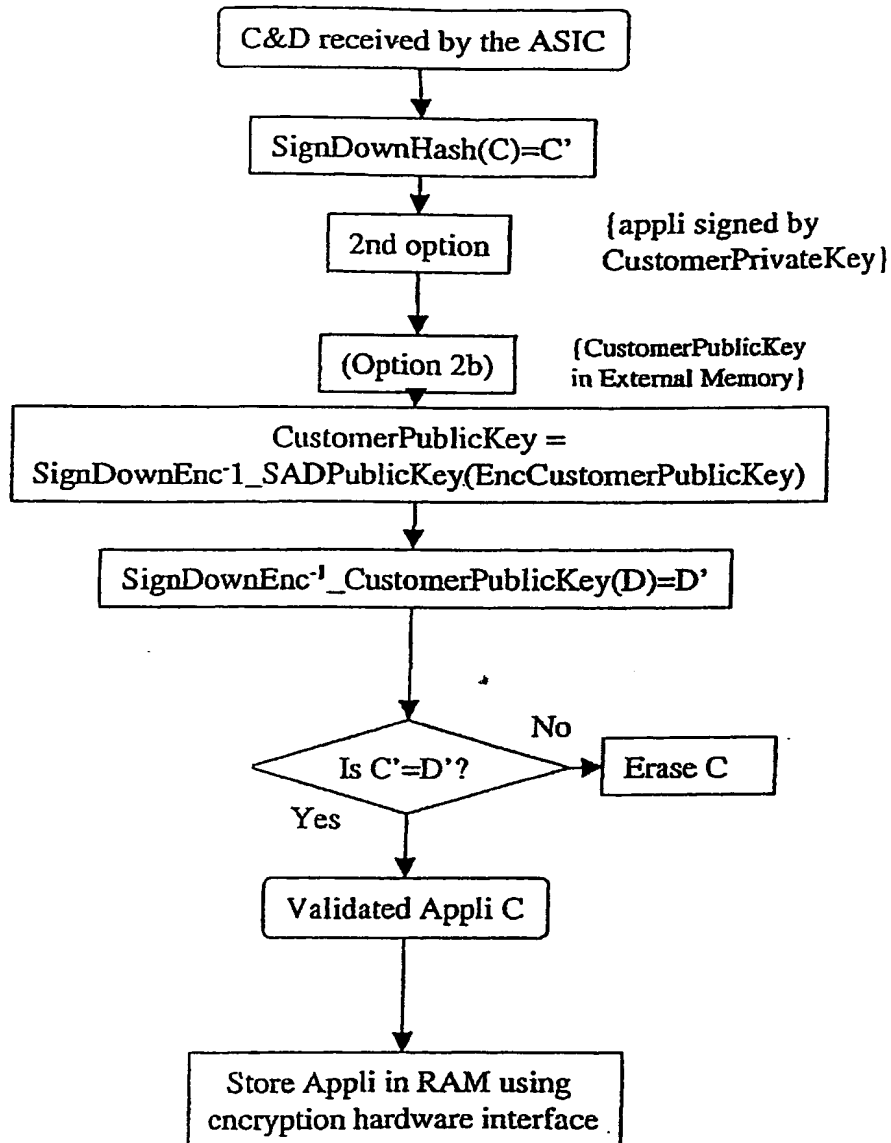 C&D received by the ASIC
SignDownHash(C)=C’
2nd option
{appli signed by
CustomerPrivateKey}
(Option 2b)
{CustomerPublicKey
in External Memory}
CustomerPublicKey =
SignDownEnc⁻1_SADPublicKey(EncCustomerPublicKey)
SignDownEnc⁻¹_CustomerPublicKey(D)=D’
Is C’=D’?
No
Erase C
Yes
Validated Appli C
Store Appli in RAM using
encryption hardware interface